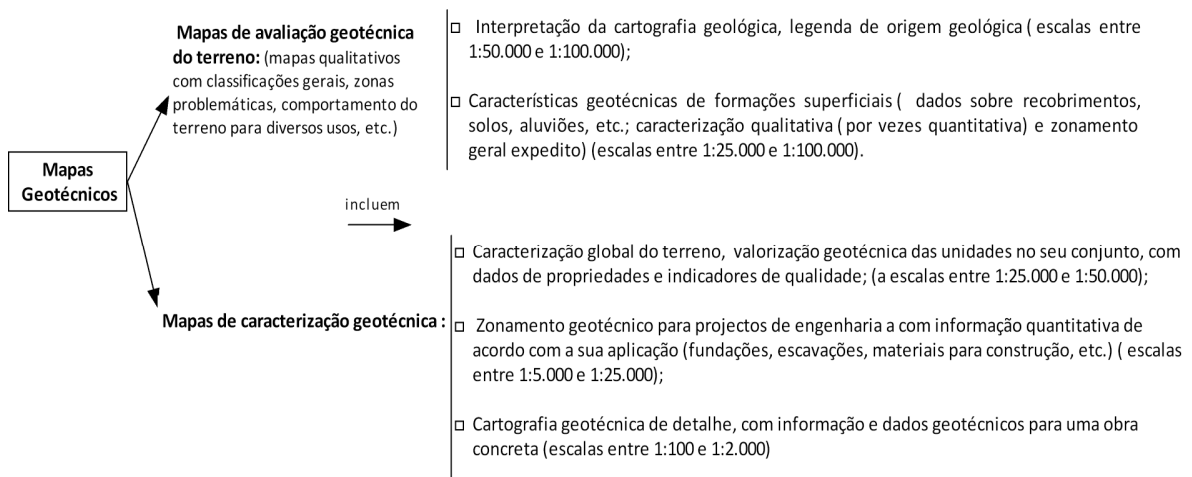 Mapas
Geotécnicos
Mapas de avaliação geotécnica
do terreno: (mapas qualitativos
com classificações gerais, zonas
problemáticas, comportamento do
terreno para diversos usos, etc.)
Interpretação da cartografia geológica, legenda de origem geológica ( escalas entre
1:50.000 e 1:100.000);
Características geotécnicas de formações superficiais ( dados sobre recobrimentos,
solos, aluviões, etc.; caracterização qualitativa ( por vezes quantitativa) e zonamento
geral expedito) (escalas entre 1:25.000 e 1:100.000).
incluem
Mapas de caracterização geotécnica :
Caracterização global do terreno, valorização geotécnica das unidades no seu conjunto, com
dados de propriedades e indicadores de qualidade; (a escalas entre 1:25.000 e 1:50.000);
Zonamento geotécnico para projectos de engenharia a com informação quantitativa de
acordo com a sua aplicação (fundações, escavações, materiais para construção, etc.) ( escalas
entre 1:5.000 e 1:25.000);
Cartografia geotécnica de detalhe, com informação e dados geotécnicos para uma obra
concreta (escalas entre 1:100 e 1:2.000)